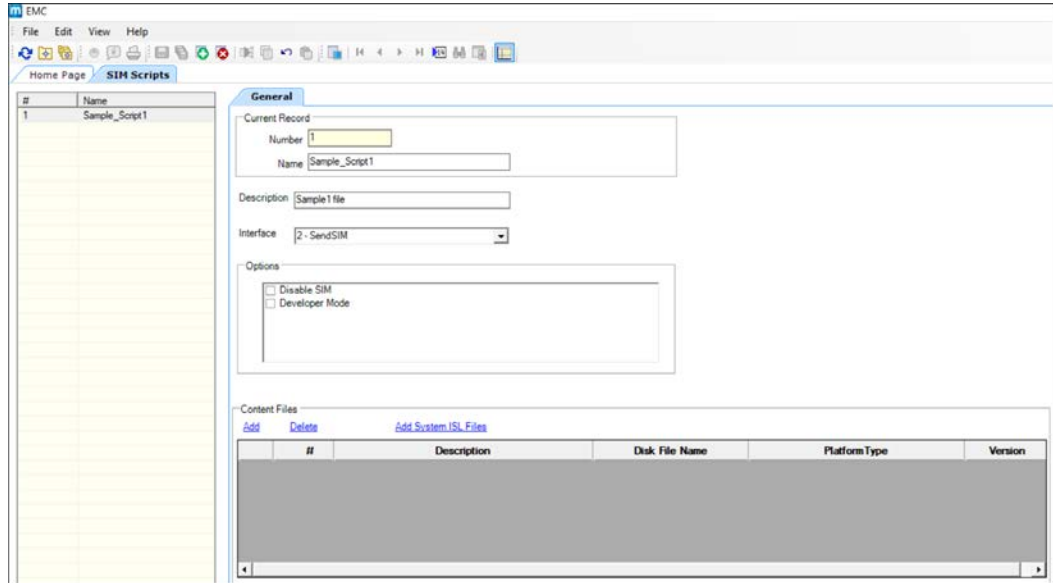 m EMC
File Edit View Help
Home Page SIM Scripts
# Name
1 Sample_Script1
General
Current Record
Number 1
Name Sample_Script1
Description Sample1 file
Interface 2 - SendSIM
Options
Disable SIM
Developer Mode
Content Files
Add Delete Add System ISL Files
# Description Disk File Name PlatformType Version